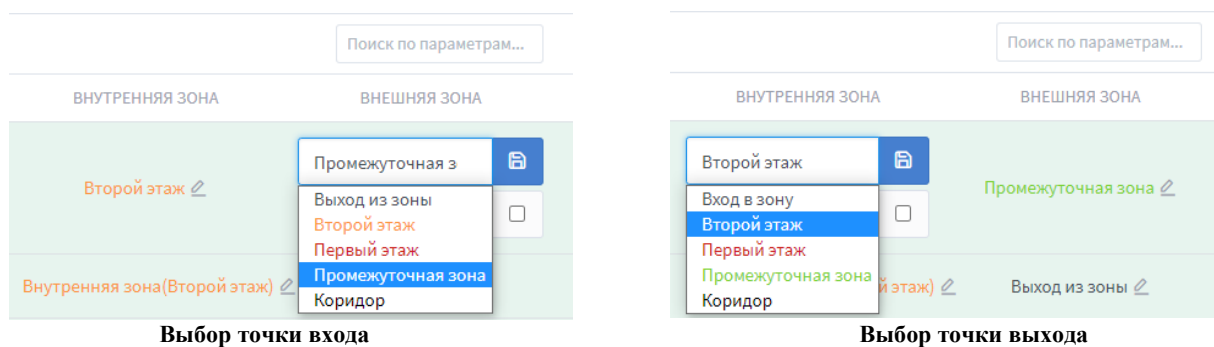 Поиск по параметрам...
ВНУТРЕННЯЯ ЗОНА ВНЕШНЯЯ ЗОНА
Второй этаж
Промежуточная з
Выход из зоны
Второй этаж
Первый этаж
Промежуточная зона
Коридор
Внутренняя зона(Второй этаж)
Выбор точки входа
Поиск по параметрам...
ВНУТРЕННЯЯ ЗОНА ВНЕШНЯЯ ЗОНА
Второй этаж
Промежуточная зона
Вход в зону
Второй этаж
Первый этаж
Промежуточная зона
Коридор
й этаж) Выход из зоны
Выбор точки выхода